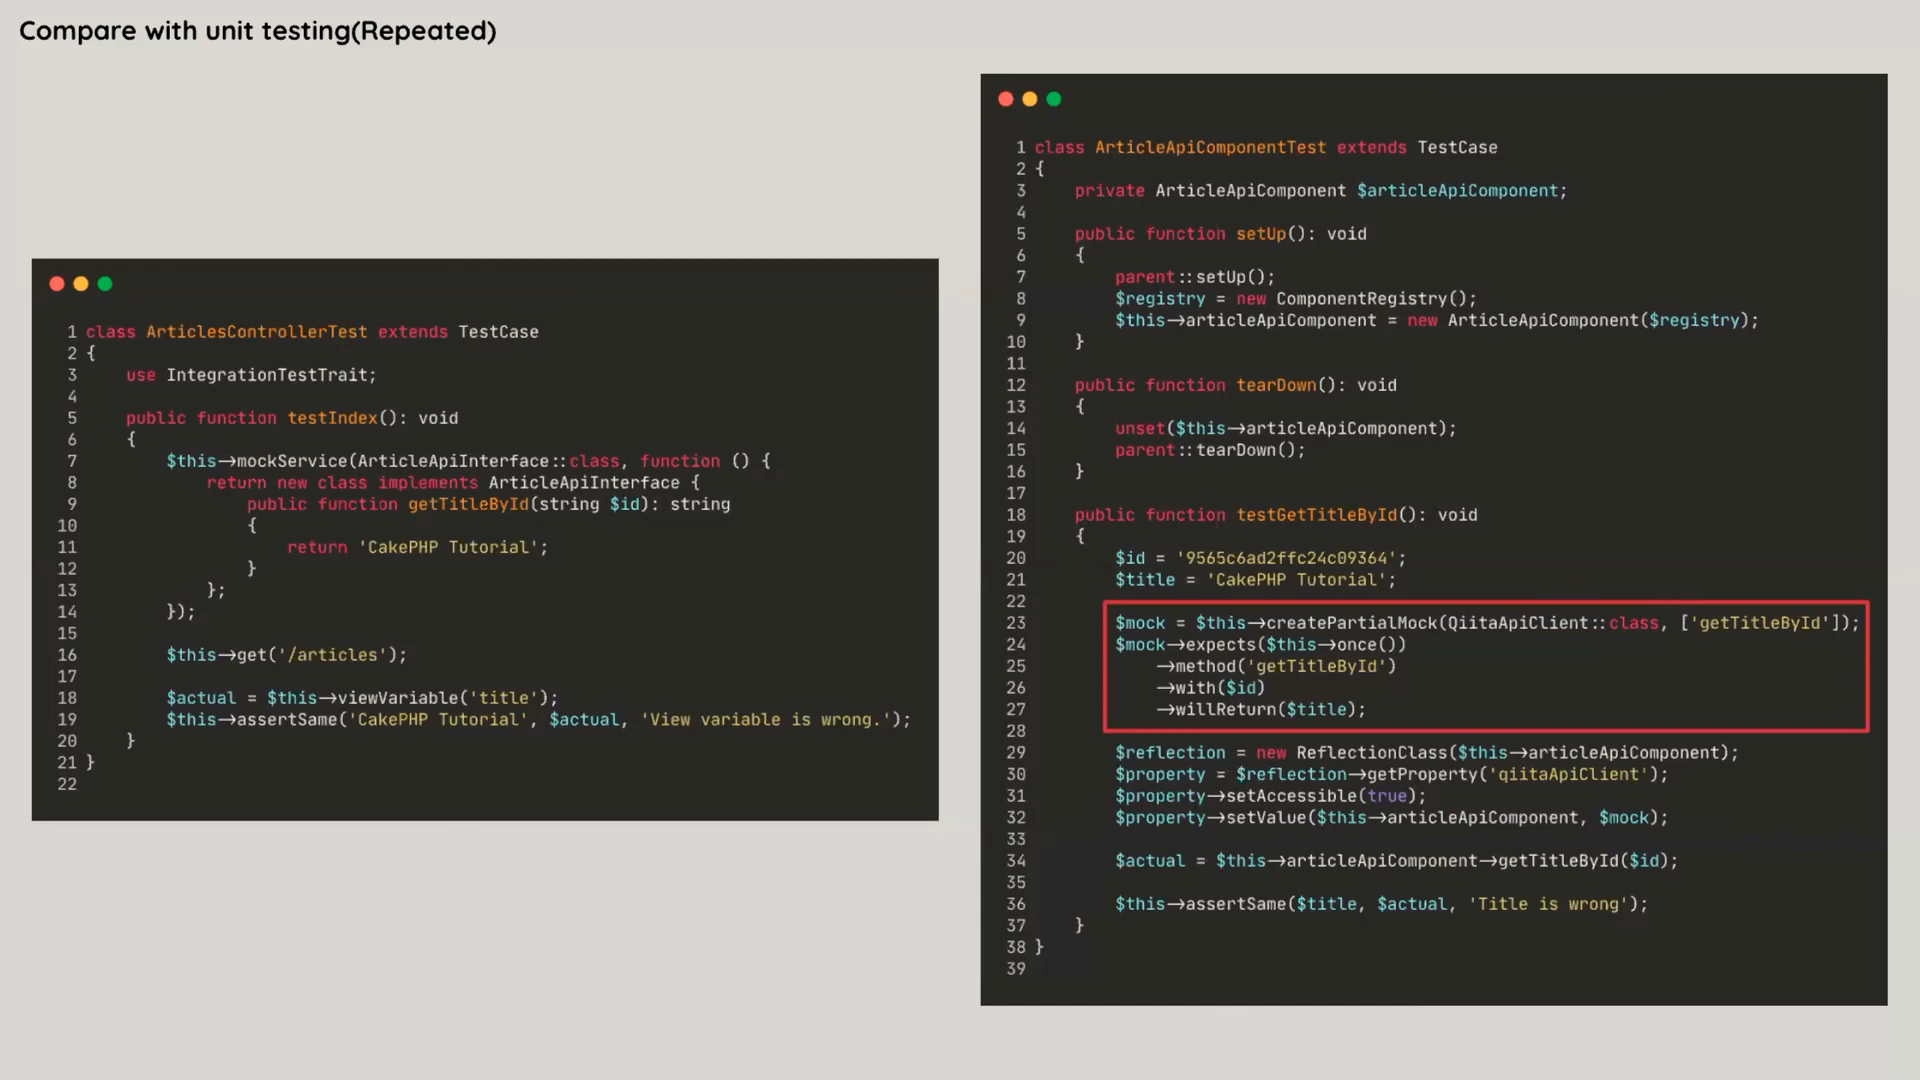 Compare with unit testing(Repeated)
1 class ArticlesControllerTest extends TestCase
2 {
3     use IntegrationTestTrait;
4
5     public function testIndex(): void
6     {
7         $this→mockService(ArticleApiInterface::class, function () {
8             return new class implements ArticleApiInterface {
9                 public function getTitleById(string $id): string
10                 {
11                     return 'CakePHP Tutorial';
12                 }
13             };
14         });
15
16         $this→get('/articles');
17
18         $actual = $this→viewVariable('title');
19         $this→assertSame('CakePHP Tutorial', $actual, 'View variable is wrong.');
20     }
21 }
22
1 class ArticleApiComponentTest extends TestCase
2 {
3     private ArticleApiComponent $articleApiComponent;
4
5     public function setUp(): void
6     {
7         parent::setUp();
8         $registry = new ComponentRegistry();
9         $this→articleApiComponent = new ArticleApiComponent($registry);
10     }
11
12     public function tearDown(): void
13     {
14         unset($this→articleApiComponent);
15         parent::tearDown();
16     }
17
18     public function testGetTitleById(): void
19     {
20         $id = '9565c6ad2ffc24c09364';
21         $title = 'CakePHP Tutorial';
22
23         $mock = $this→createPartialMock(QiitaApiClient::class, ['getTitleById']);
24         $mock→expects($this→once())
25             →method('getTitleById')
26             →with($id)
27             →willReturn($title);
28
29         $reflection = new ReflectionClass($this→articleApiComponent);
30         $property = $reflection→getProperty('qiitaApiClient');
31         $property→setAccessible(true);
32         $property→setValue($this→articleApiComponent, $mock);
33
34         $actual = $this→articleApiComponent→getTitleById($id);
35
36         $this→assertSame($title, $actual, 'Title is wrong');
37     }
38 }
39